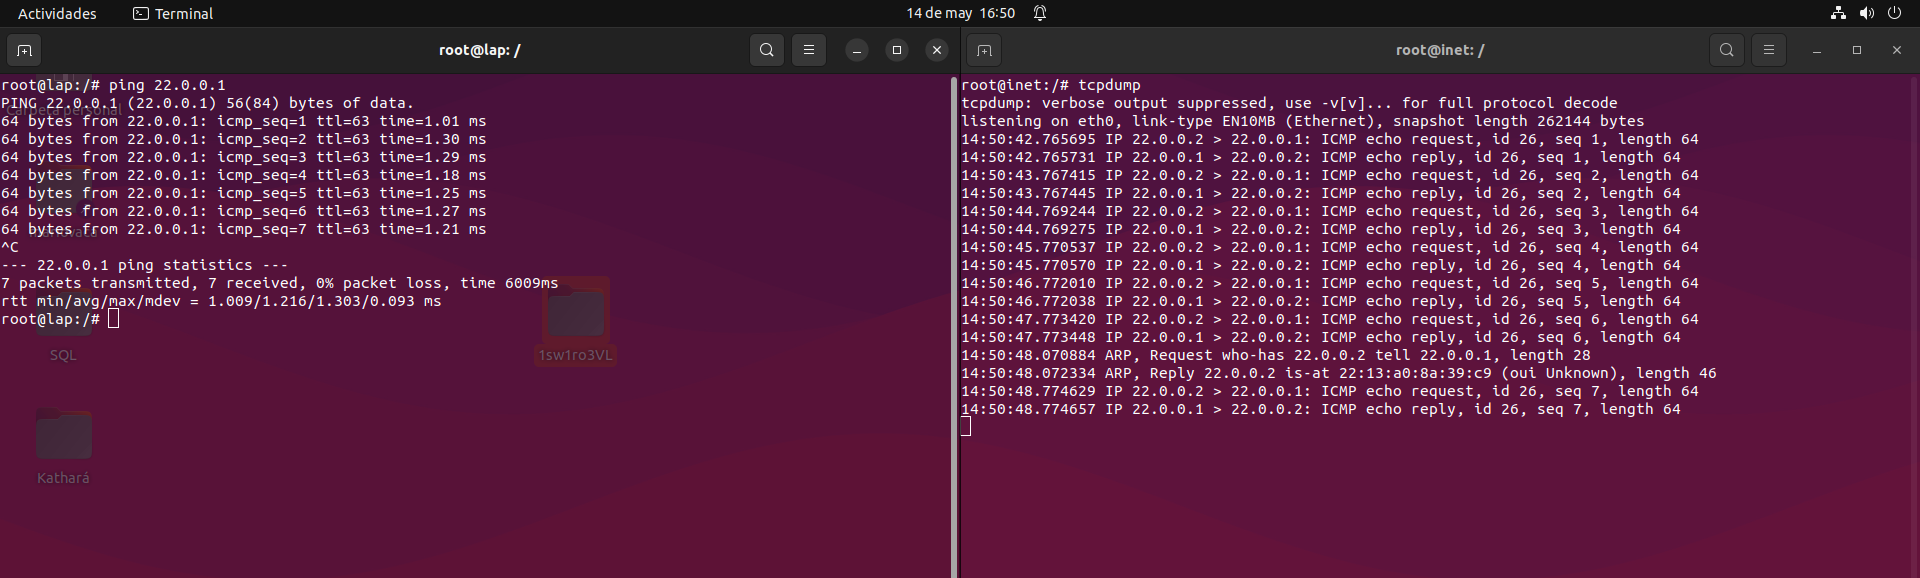 Actividades
Terminal
14 de may 16:50
root@lap: /
root@lap:/# ping 22.0.0.1
PING 22.0.0.1 (22.0.0.1) 56(84) bytes of data.
64 bytes from 22.0.0.1: icmp_seq=1 ttl=63 time=1.01 ms
64 bytes from 22.0.0.1: icmp_seq=2 ttl=63 time=1.30 ms
64 bytes from 22.0.0.1: icmp_seq=3 ttl=63 time=1.29 ms
64 bytes from 22.0.0.1: icmp_seq=4 ttl=63 time=1.18 ms
64 bytes from 22.0.0.1: icmp_seq=5 ttl=63 time=1.25 ms
64 bytes from 22.0.0.1: icmp_seq=6 ttl=63 time=1.27 ms
64 bytes from 22.0.0.1: icmp_seq=7 ttl=63 time=1.21 ms
^C
--- 22.0.0.1 ping statistics ---
7 packets transmitted, 7 received, 0% packet loss, time 6009ms
rtt min/avg/max/mdev = 1.009/1.216/1.303/0.093 ms
root@lap:/#
Carpeta personal
SQL
1sw1ro3VL
Kathará
root@inet: /
root@inet:/# tcpdump
tcpdump: verbose output suppressed, use -v[v]... for full protocol decode
listening on eth0, link-type EN10MB (Ethernet), snapshot length 262144 bytes
14:50:42.765695 IP 22.0.0.2 > 22.0.0.1: ICMP echo request, id 26, seq 1, length 64
14:50:42.765731 IP 22.0.0.1 > 22.0.0.2: ICMP echo reply, id 26, seq 1, length 64
14:50:43.767415 IP 22.0.0.2 > 22.0.0.1: ICMP echo request, id 26, seq 2, length 64
14:50:43.767445 IP 22.0.0.1 > 22.0.0.2: ICMP echo reply, id 26, seq 2, length 64
14:50:44.769244 IP 22.0.0.2 > 22.0.0.1: ICMP echo request, id 26, seq 3, length 64
14:50:44.769275 IP 22.0.0.1 > 22.0.0.2: ICMP echo reply, id 26, seq 3, length 64
14:50:45.770537 IP 22.0.0.2 > 22.0.0.1: ICMP echo request, id 26, seq 4, length 64
14:50:45.770570 IP 22.0.0.1 > 22.0.0.2: ICMP echo reply, id 26, seq 4, length 64
14:50:46.772010 IP 22.0.0.2 > 22.0.0.1: ICMP echo request, id 26, seq 5, length 64
14:50:46.772038 IP 22.0.0.1 > 22.0.0.2: ICMP echo reply, id 26, seq 5, length 64
14:50:47.773420 IP 22.0.0.2 > 22.0.0.1: ICMP echo request, id 26, seq 6, length 64
14:50:47.773448 IP 22.0.0.1 > 22.0.0.2: ICMP echo reply, id 26, seq 6, length 64
14:50:48.070884 ARP, Request who-has 22.0.0.2 tell 22.0.0.1, length 28
14:50:48.072334 ARP, Reply 22.0.0.2 is-at 22:13:a0:8a:39:c9 (oui Unknown), length 46
14:50:48.774629 IP 22.0.0.2 > 22.0.0.1: ICMP echo request, id 26, seq 7, length 64
14:50:48.774657 IP 22.0.0.1 > 22.0.0.2: ICMP echo reply, id 26, seq 7, length 64